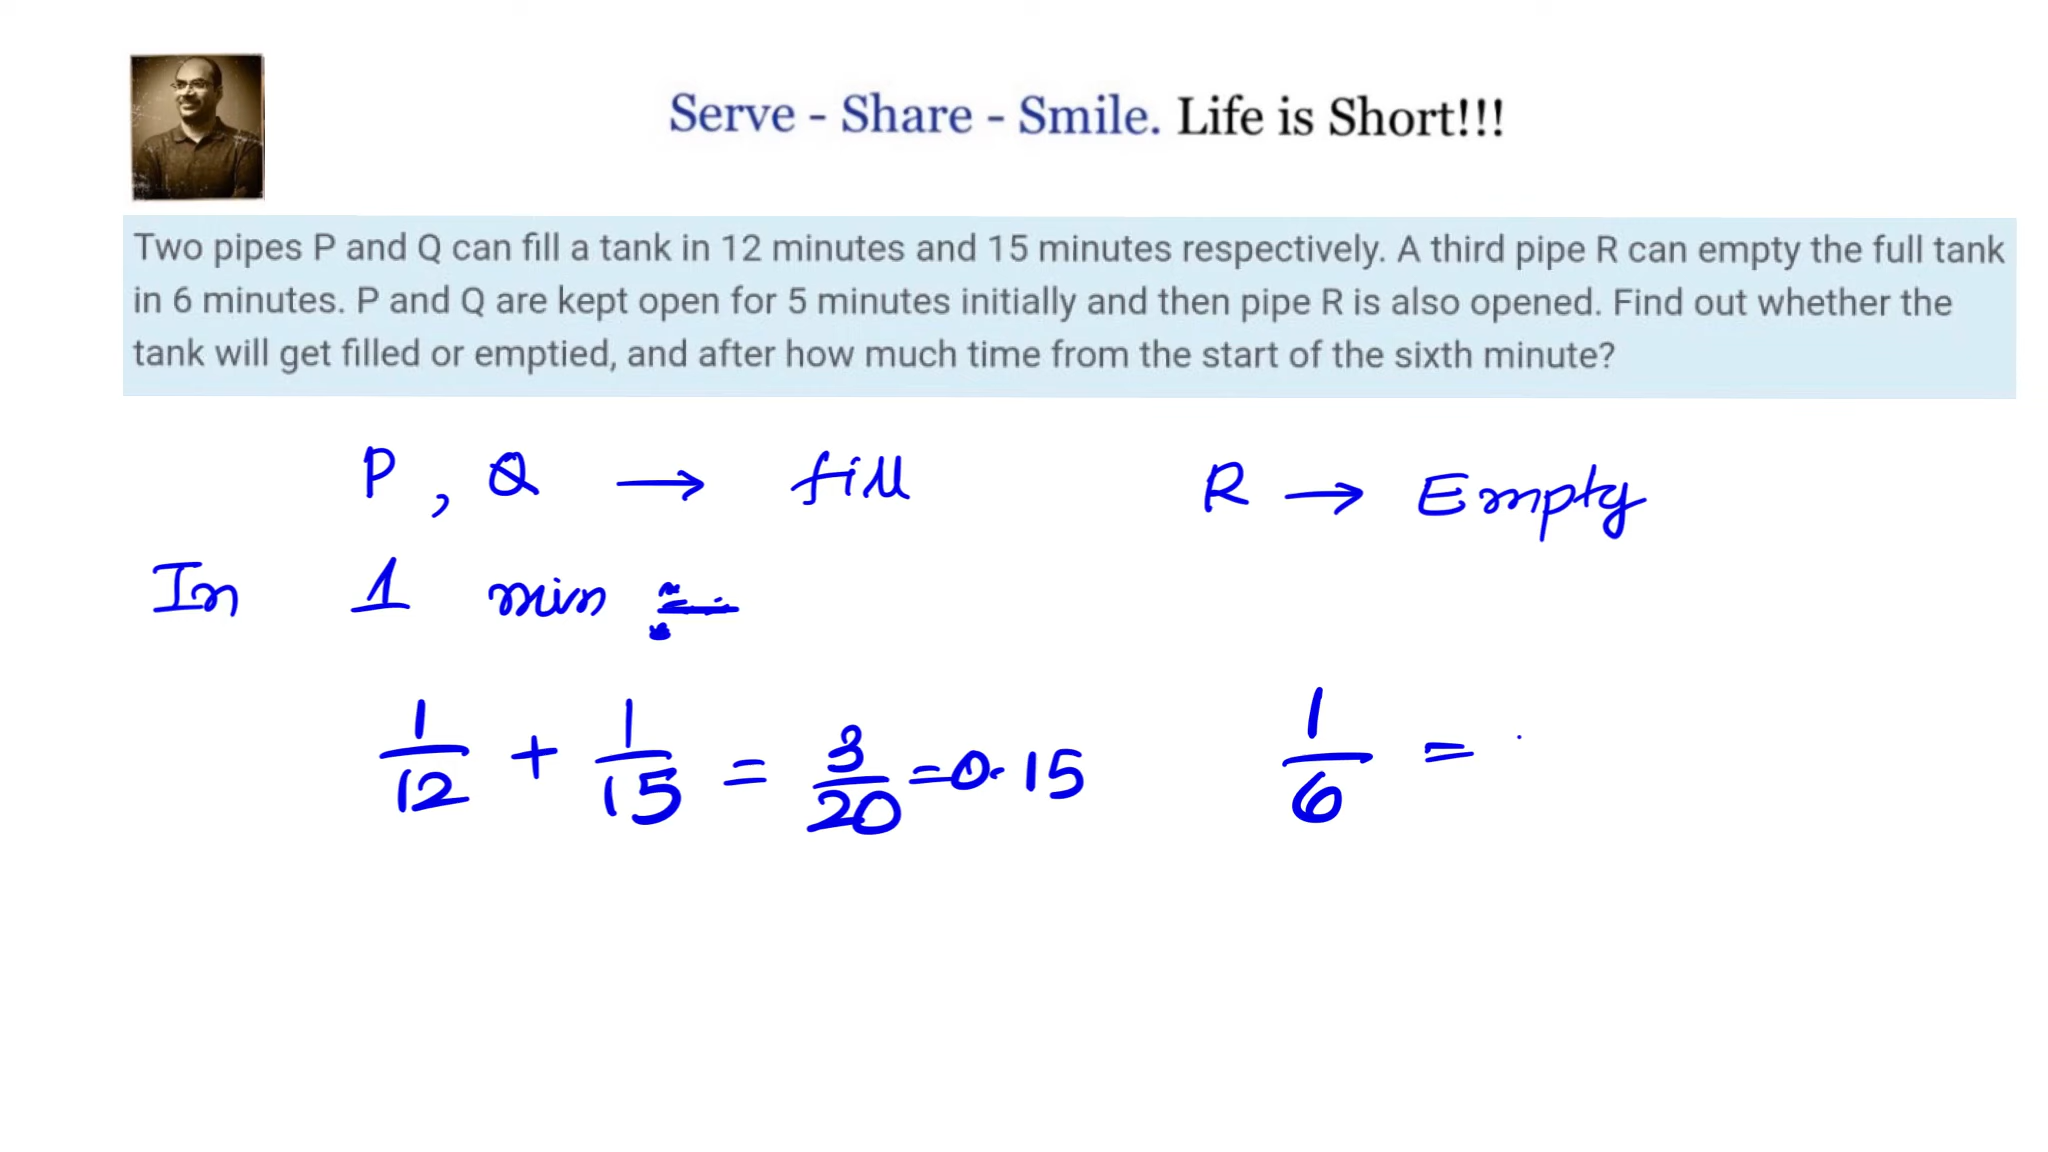 Serve - Share - Smile. Life is Short!!!
Two pipes P and Q can fill a tank in 12 minutes and 15 minutes respectively. A third pipe R can empty the full tank
in 6 minutes. P and Q are kept open for 5 minutes initially and then pipe R is also opened. Find out whether the
tank will get filled or emptied, and after how much time from the start of the sixth minute?
P , Q → fill R → Empty
In 1 min
1/12 + 1/15 = 3/20 = 0.15 1/6 =